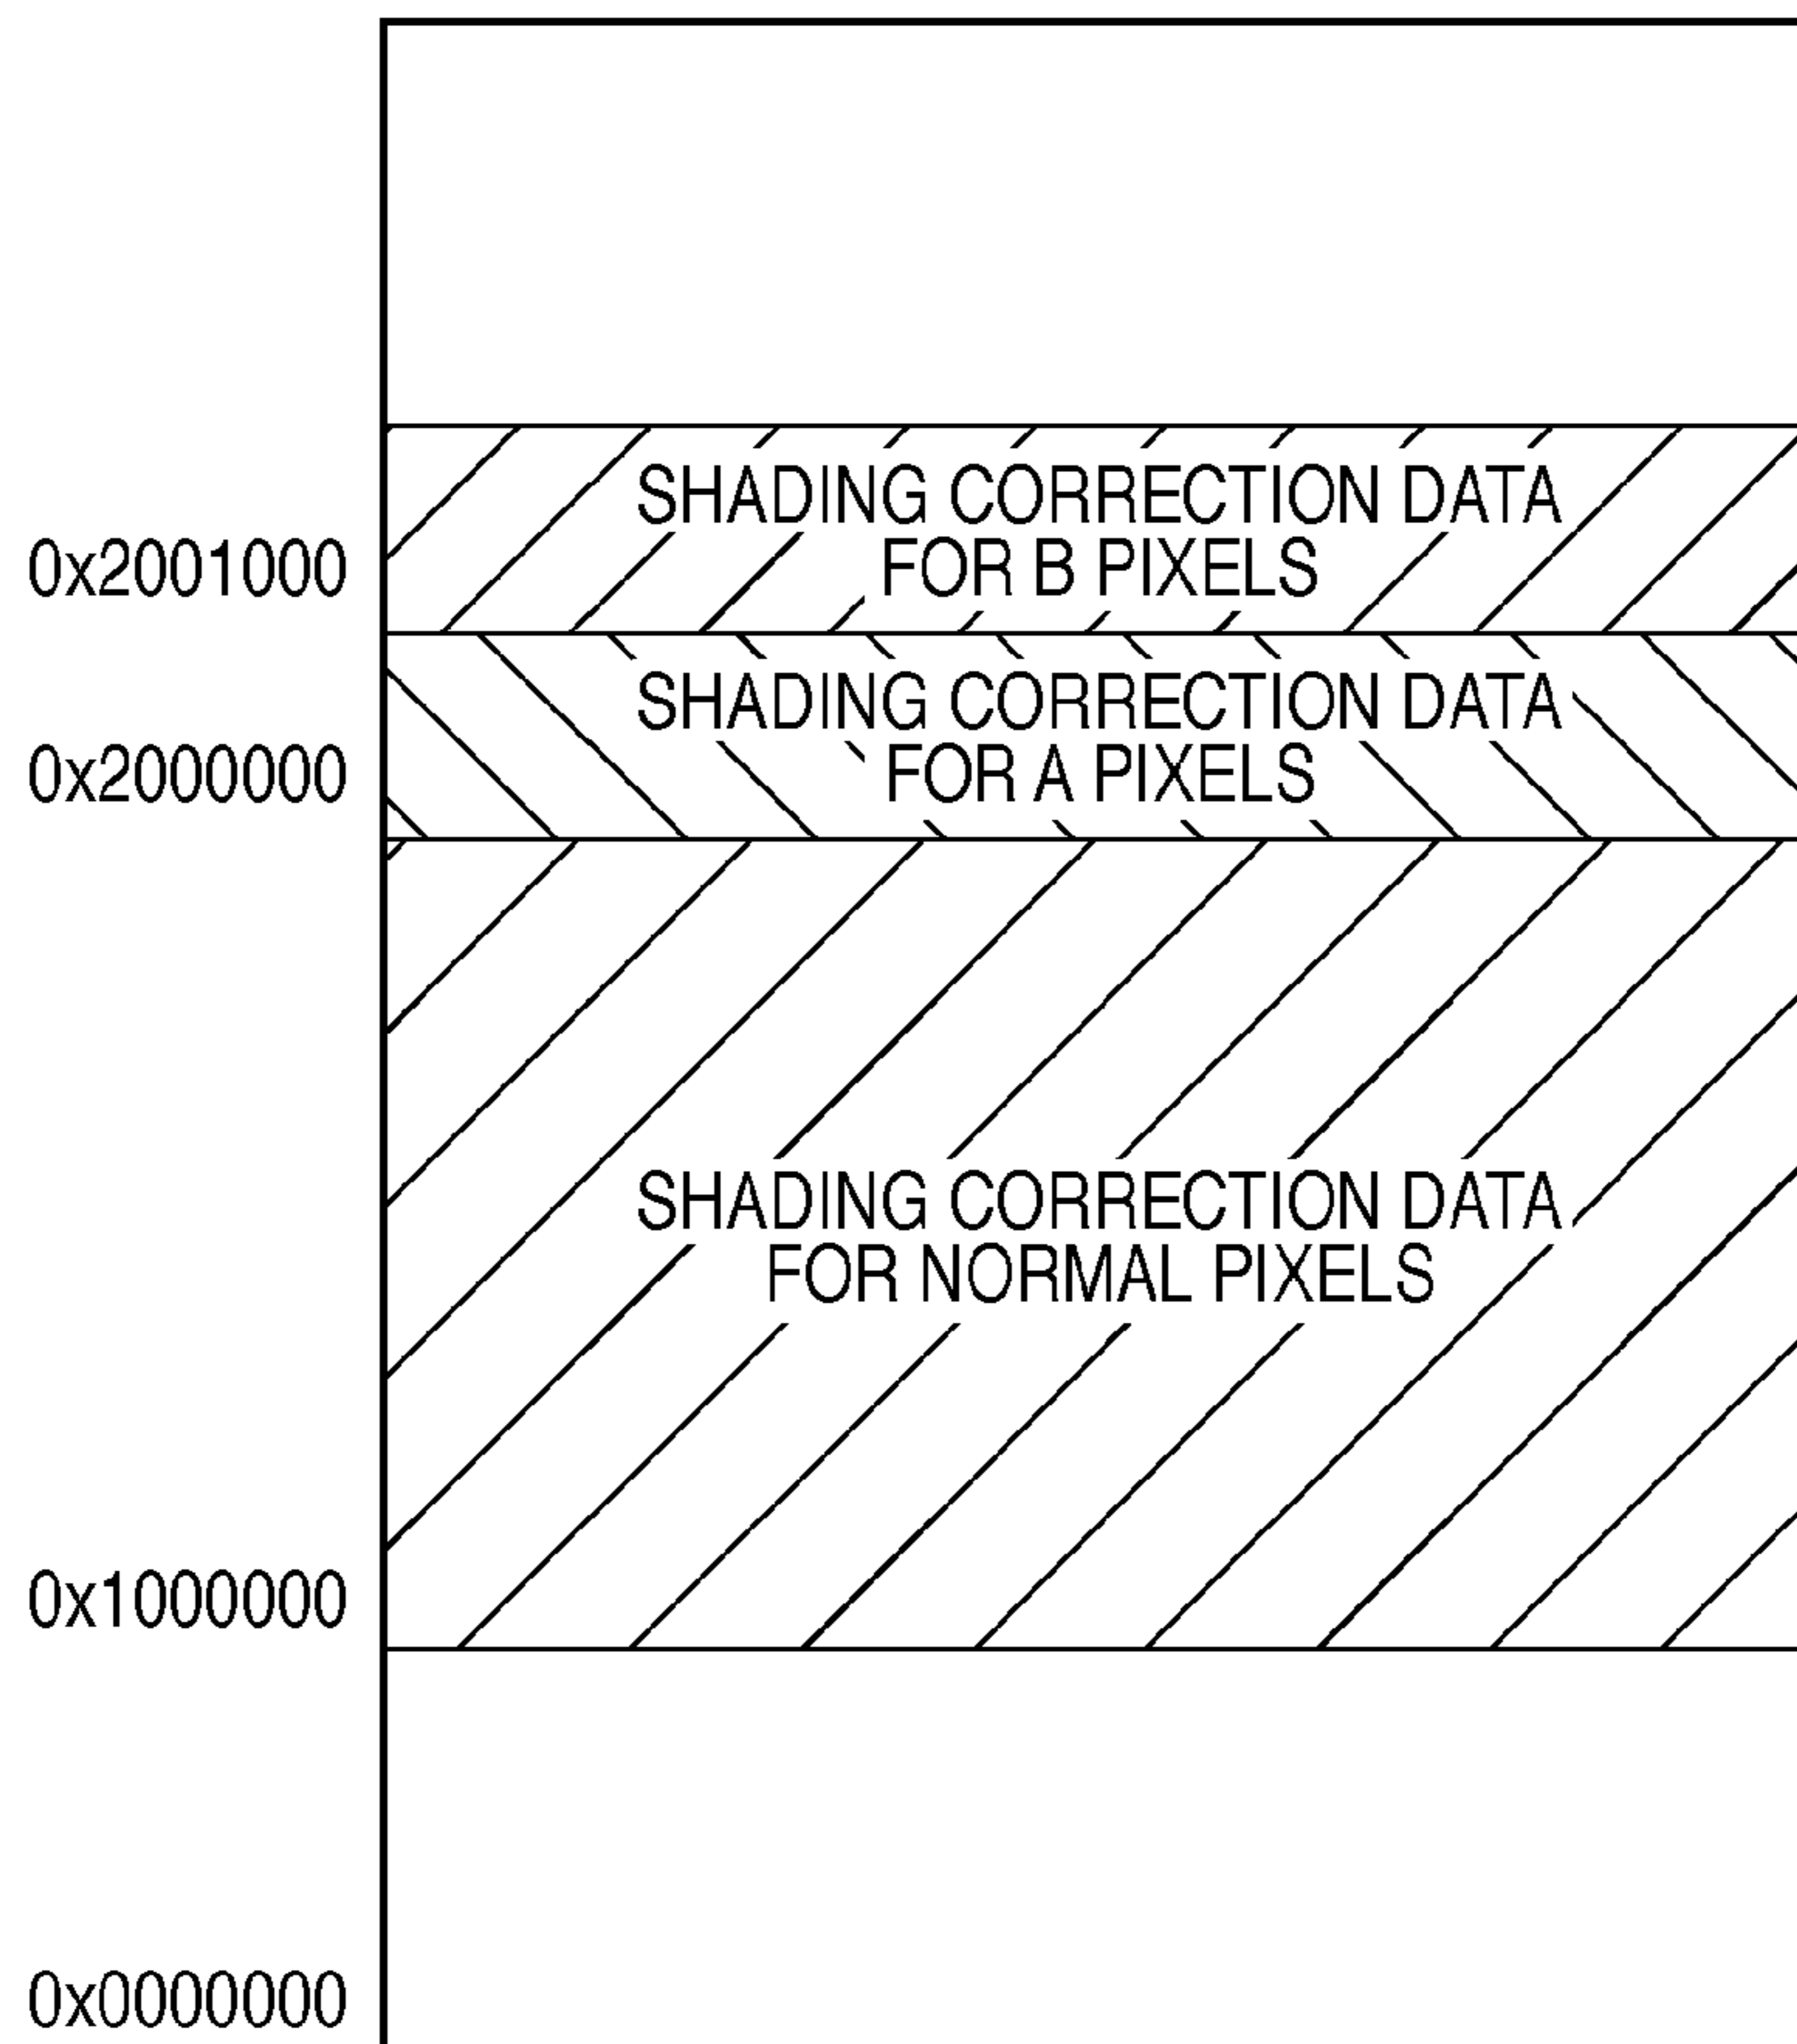 SHADING CORRECTION DATA
FOR B PIXELS
0x2001000
SHADING CORRECTION DATA
FOR A PIXELS
0x2000000
SHADING CORRECTION DATA
FOR NORMAL PIXELS
0x1000000
0x0000000